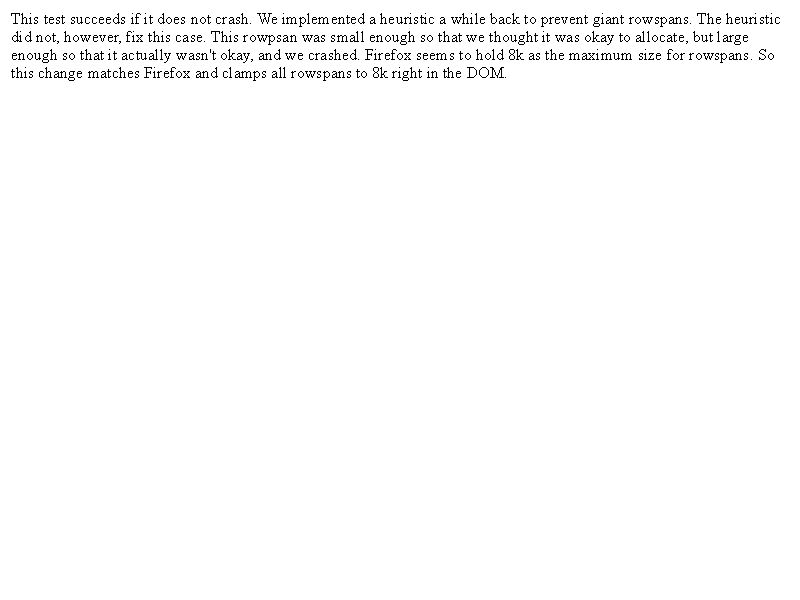 This test succeeds if it does not crash. We implemented a heuristic a while back to prevent giant rowspans. The heuristic
did not, however, fix this case. This rowpsan was small enough so that we thought it was okay to allocate, but large
enough so that it actually wasn't okay, and we crashed. Firefox seems to hold 8k as the maximum size for rowspans. So
this change matches Firefox and clamps all rowspans to 8k right in the DOM.